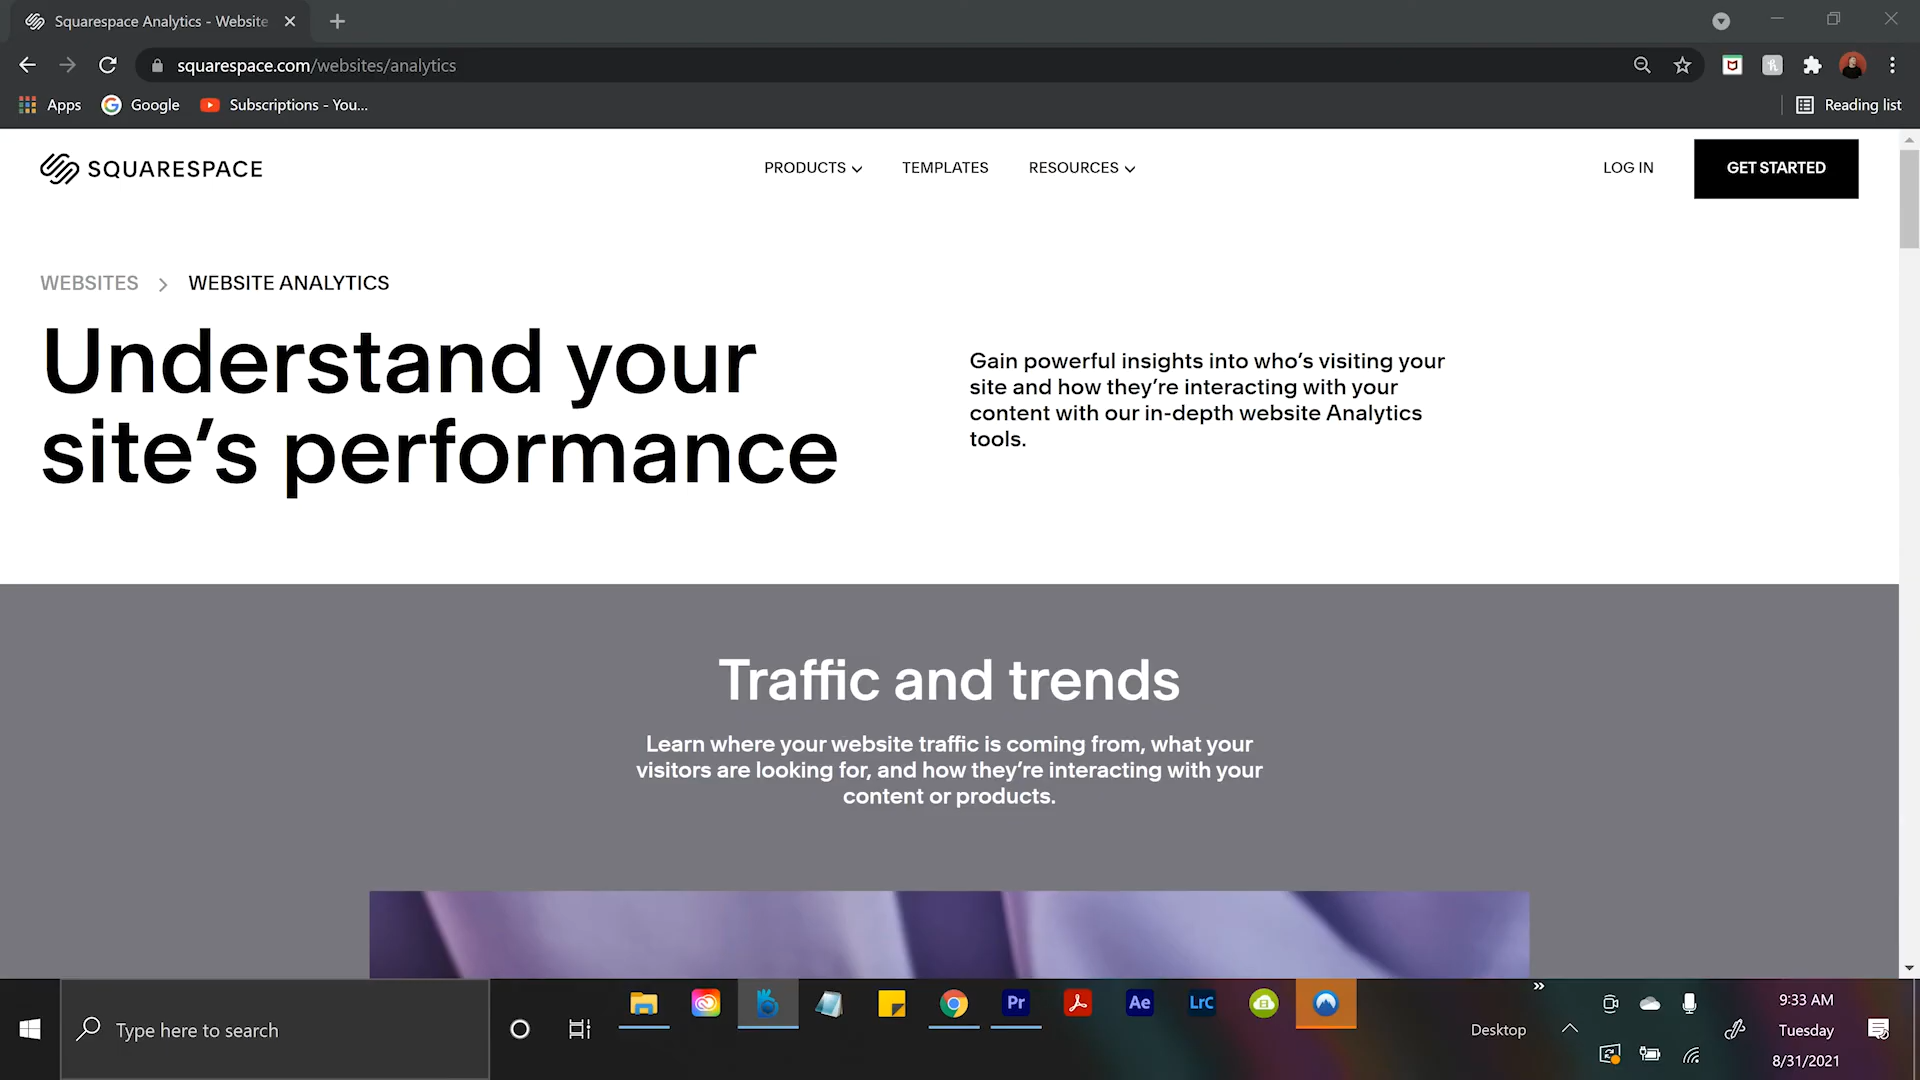 Squarespace Analytics - Website
squarespace.com/websites/analytics
Apps
Google
Subscriptions - You...
Reading list
SQUARESPACE
PRODUCTS
TEMPLATES
RESOURCES
LOG IN
GET STARTED
WEBSITES
WEBSITE ANALYTICS
Understand your
site’s performance
Gain powerful insights into who’s visiting your
site and how they’re interacting with your
content with our in-depth website Analytics
tools.
Traffic and trends
Learn where your website traffic is coming from, what your
visitors are looking for, and how they’re interacting with your
content or products.
Type here to search
Pr
Ae
LrC
Desktop
9:33 AM
Tuesday
8/31/2021